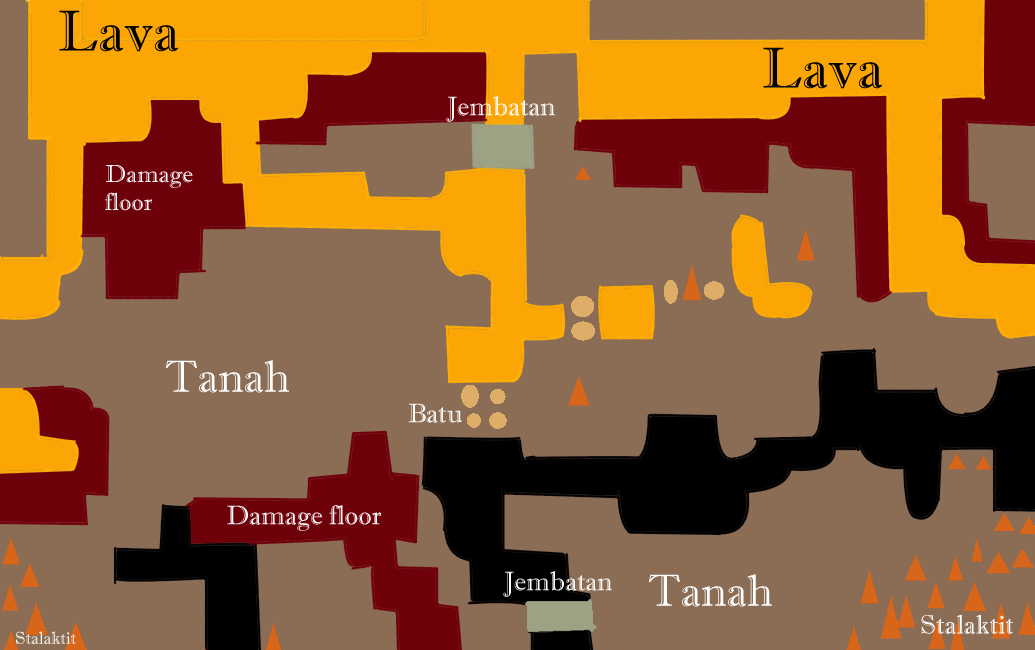 Lava
Lava
Jembatan
Damage
floor
Tanah
Batu
Damage floor
Jembatan
Tanah
Stalaktit
Stalaktit